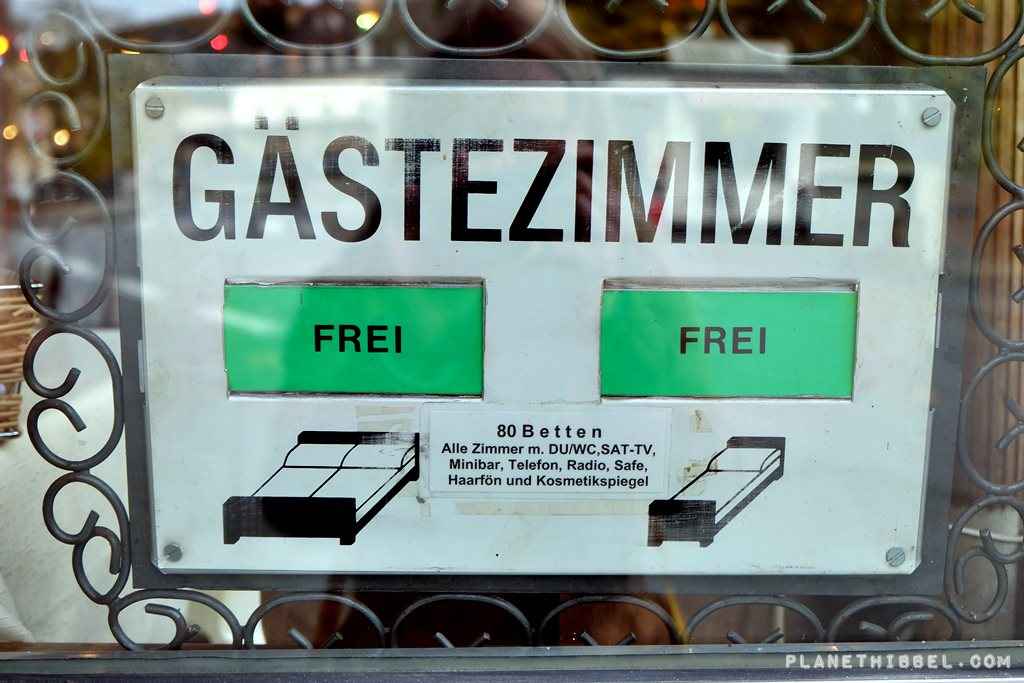 GÄSTEZIMMER
FREI FREI
80 Betten
Alle Zimmer m. DU/WC,SAT-TV,
Minibar, Telefon, Radio, Safe,
Haarfön und Kosmetikspiegel
PLANETHIBBEL.COM